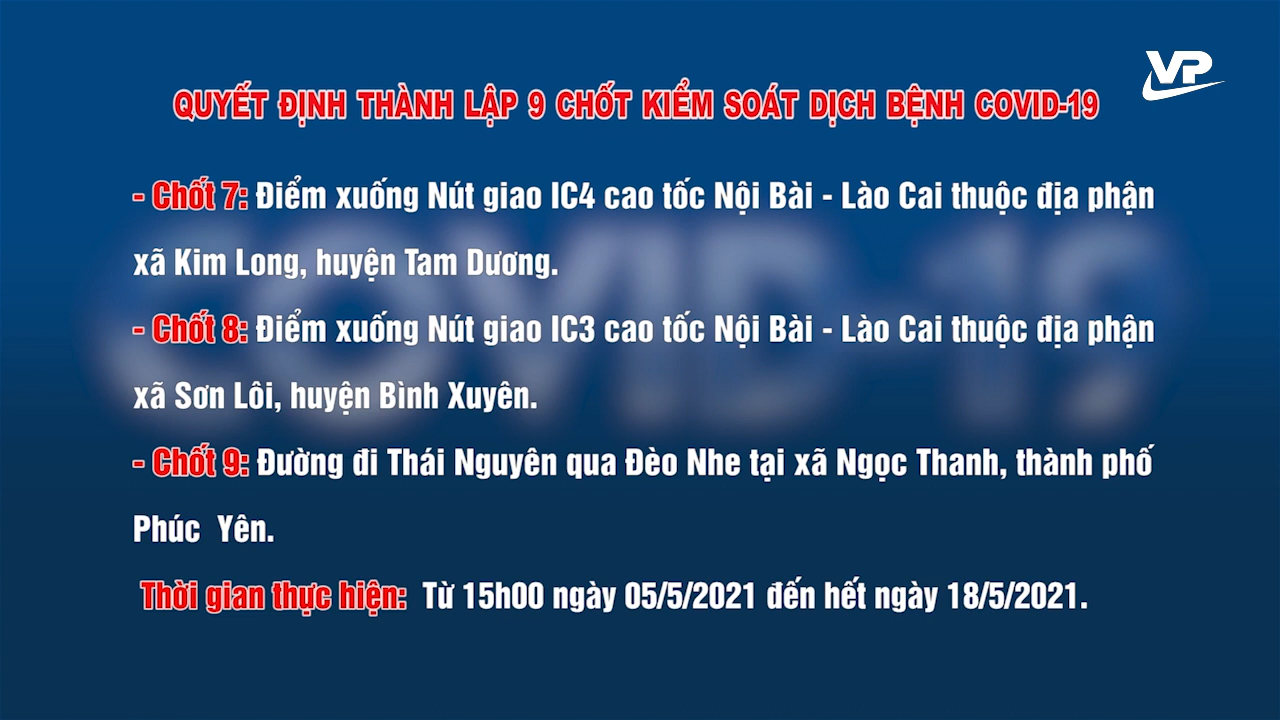 VP
QUYẾT ĐỊNH THÀNH LẬP 9 CHỐT KIỂM SOÁT DỊCH BỆNH COVID-19
- Chốt 7: Điểm xuống Nút giao IC4 cao tốc Nội Bài - Lào Cai thuộc địa phận
xã Kim Long, huyện Tam Dương.
- Chốt 8: Điểm xuống Nút giao IC3 cao tốc Nội Bài - Lào Cai thuộc địa phận
xã Sơn Lôi, huyện Bình Xuyên.
- Chốt 9: Đường đi Thái Nguyên qua Đèo Nhe tại xã Ngọc Thanh, thành phố
Phúc Yên.
Thời gian thực hiện: Từ 15h00 ngày 05/5/2021 đến hết ngày 18/5/2021.
COVID-19